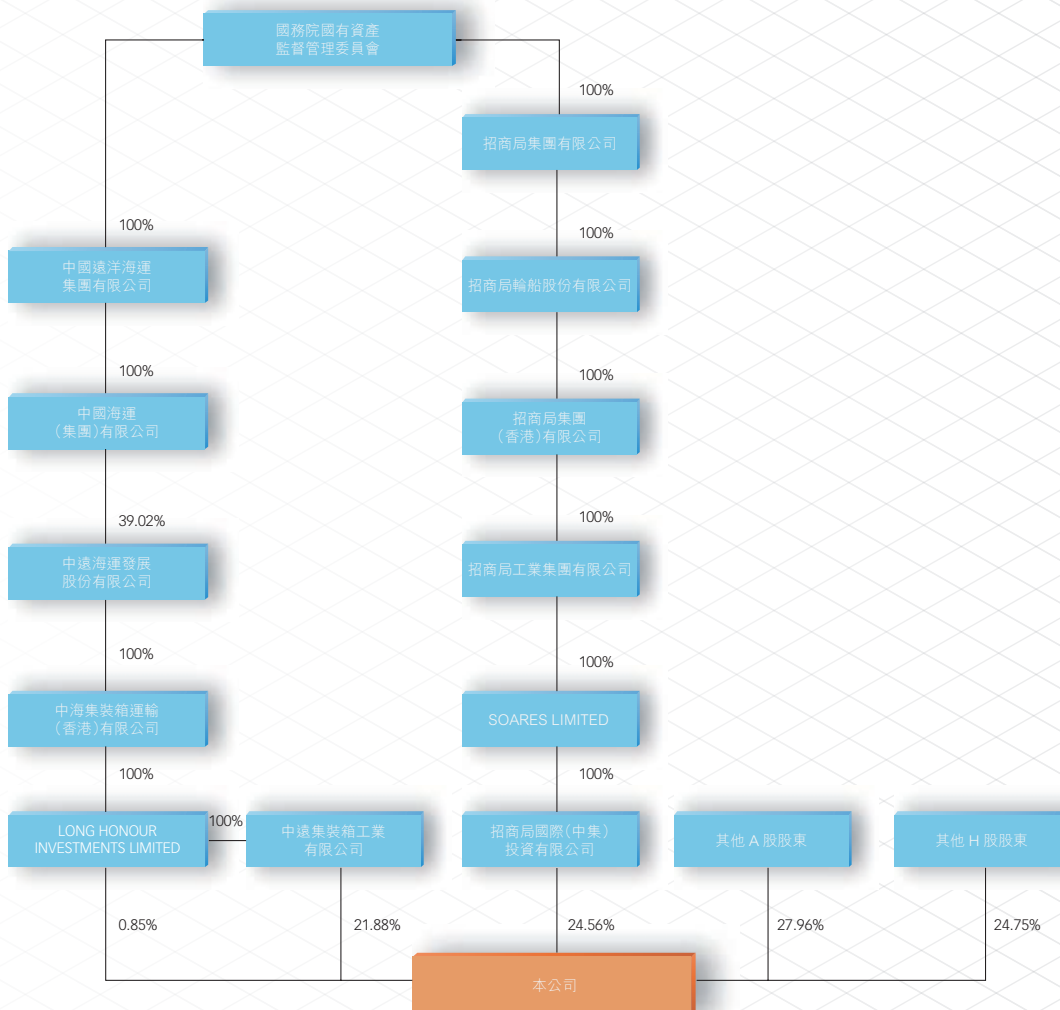 國務院國有資產
監督管理委員會
100%
招商局集團有限公司
100%
100%
中國遠洋海運
集團有限公司
招商局輪船股份有限公司
100%
100%
中國海運
（集團）有限公司
招商局集團
（香港）有限公司
39.02%
100%
中遠海運發展
股份有限公司
招商局工業集團有限公司
100%
100%
中海集裝箱運輸
（香港）有限公司
SOARES LIMITED
100%
100%
LONG HONOUR
INVESTMENTS LIMITED
100%
中遠集裝箱工業
有限公司
招商局國際（中集）
投資有限公司
其他 A 股股東
其他 H 股股東
0.85%
21.88%
24.56%
27.96%
24.75%
本公司